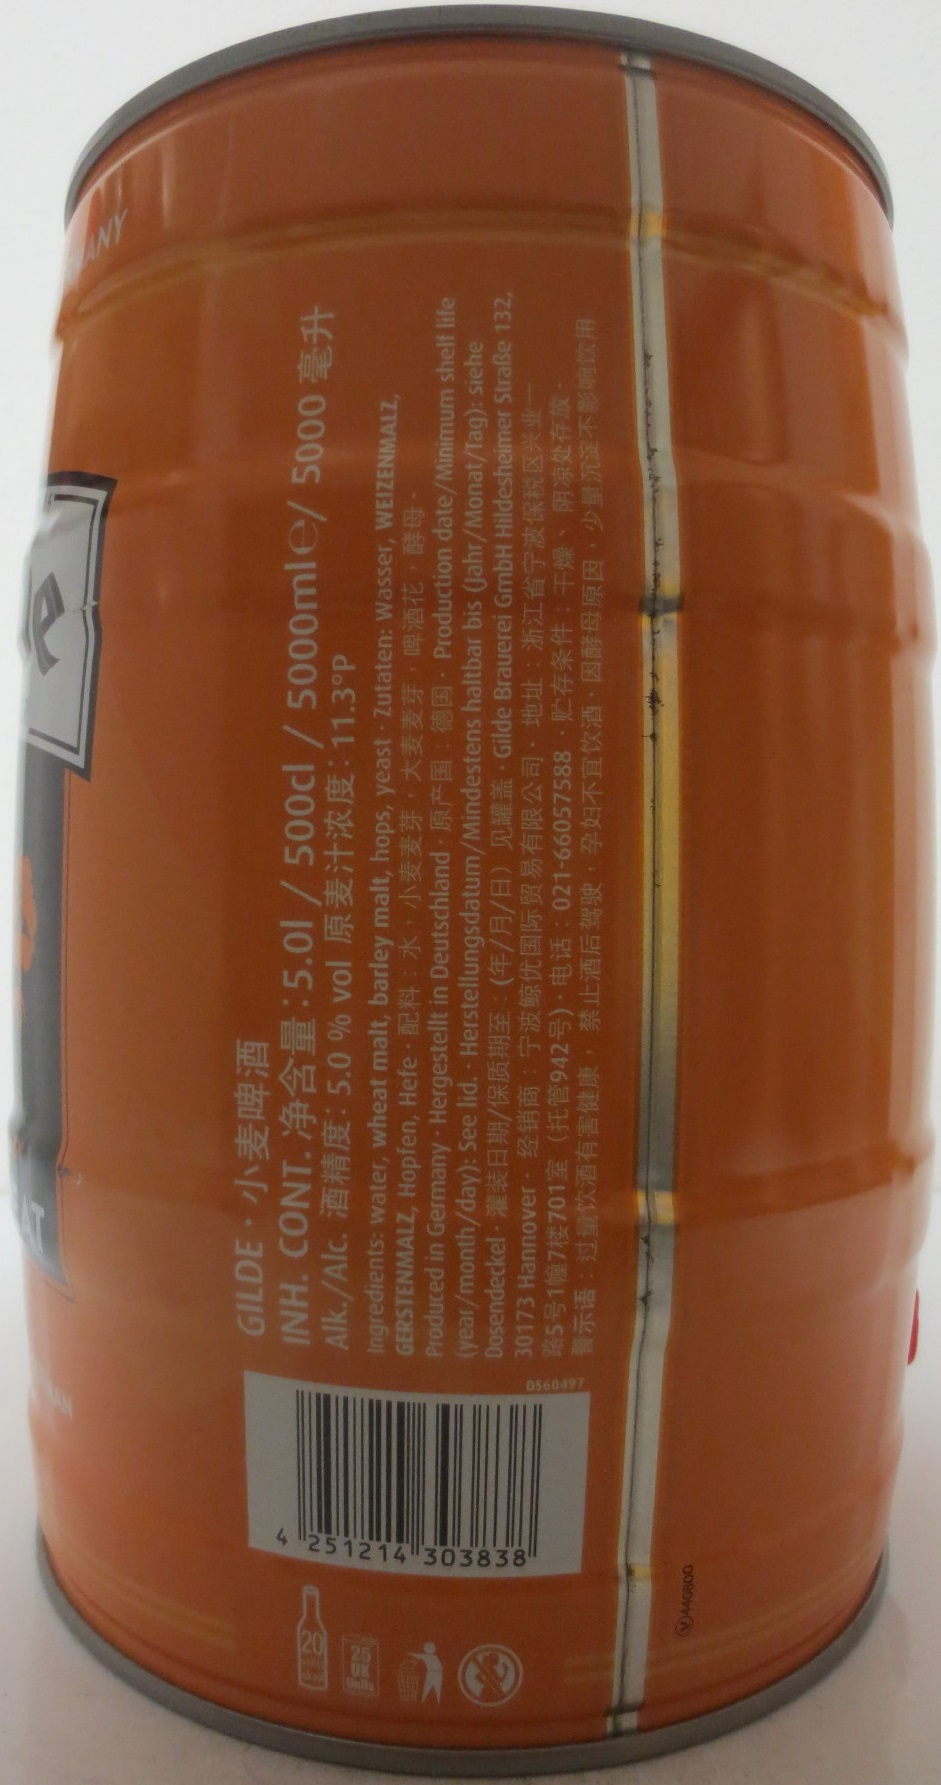 GILDE · 小麦啤酒
INH. CONT. 净含量:5.0l / 500cl / 5000ml℮/ 5000 毫升
Alk./Alc. 酒精度: 5.0 % vol 原麦汁浓度: 11.3°P
Ingredients: water, wheat malt, barley malt, hops, yeast · Zutaten: Wasser, WEIZENMALZ,
GERSTENMALZ, Hopfen, Hefe · 配料: 水 · 小麦麦芽 · 大麦麦芽 · 啤酒花 · 酵母 ·
Produced in Germany · Hergestellt in Deutschland · 原产国: 德国 · Production date/Minimum shelf life
(year/month/day): See lid. · Herstellungsdatum/Mindestens haltbar bis (Jahr/Monat/Tag): siehe
Dosendeckel · 灌装日期/保质期至: (年/月/日) 见罐盖 · Gilde Brauerei GmbH Hildesheimer Straße 132,
30173 Hannover · 经销商: 宁波鲸优国际贸易有限公司 · 地址: 浙江省宁波保税区兴业一
路5号1幢7楼701室 (托管942号) · 电话: 021-66057588 · 贮存条件: 干燥、阴凉处存放 ·
警示语: 过量饮酒有害健康, 禁止酒后驾驶, 孕妇不宜饮酒 · 因酵母原因, 少量沉淀不影响饮用
DS60497
4 251214 303838
20
25
UK
Units
V 440800
MANY
AT